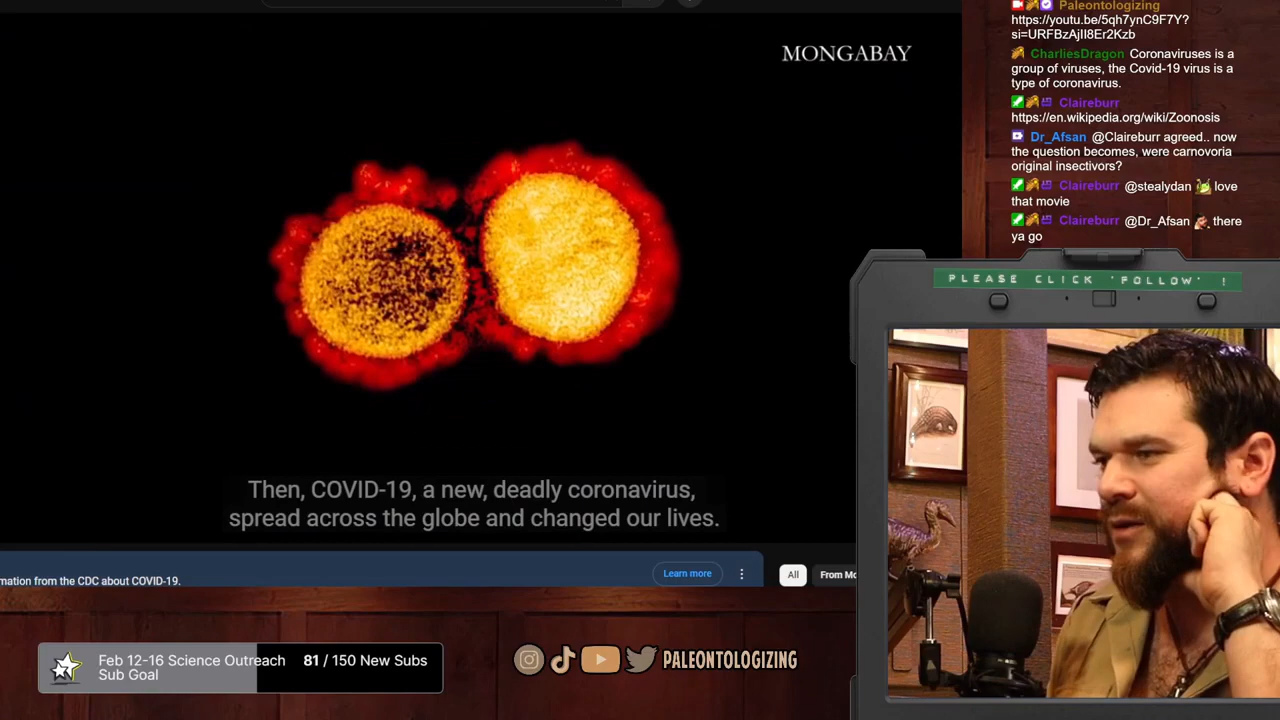 MONGABAY
Then, COVID-19, a new, deadly coronavirus,
spread across the globe and changed our lives.
mation from the CDC about COVID-19.
Learn more
All
From Mo
Paleontologizing
https://youtu.be/5qh7ynC9F7Y?
si=URFBzAjIl8Er2Kzb
CharliesDragon Coronaviruses is a
group of viruses, the Covid-19 virus is a
type of coronavirus.
Claireburr
https://en.wikipedia.org/wiki/Zoonosis
Dr_Afsan @Claireburr agreed.. now
the question becomes, were carnovoria
original insectivors?
Claireburr @stealydan love
that movie
Claireburr @Dr_Afsan there
ya go
PLEASE CLICK 'FOLLOW' !
Feb 12-16 Science Outreach
Sub Goal
81 / 150 New Subs
PALEONTOLOGIZING